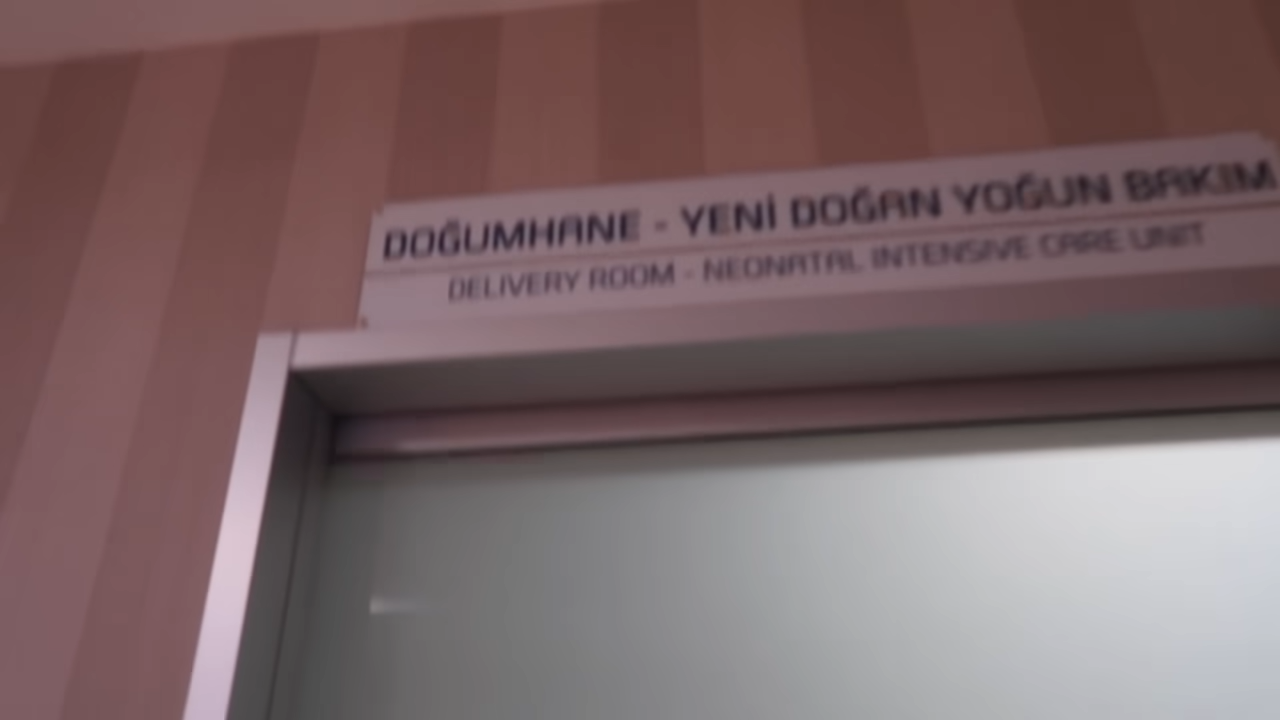 DOĞUMHANE - YENİ DOĞAN YOĞUN BAKIM
DELIVERY ROOM - NEONATAL INTENSIVE CARE UNIT